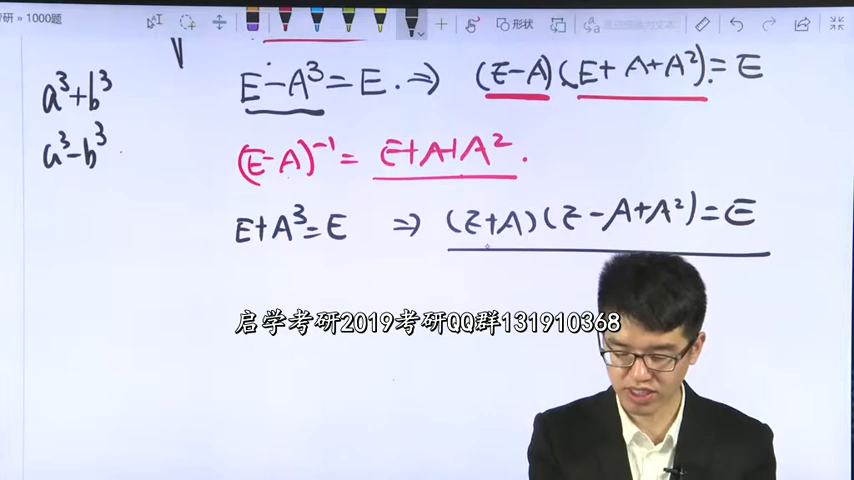 考研 » 1000题
形状
a³+b³
E-A³=E.⇒ (E-A)(E+A+A²)=E
a³-b³
(E-A)⁻¹= E+A+A².
E+A³=E ⇒ (E+A)(E-A+A²)=E
启学考研2019考研QQ群131910368